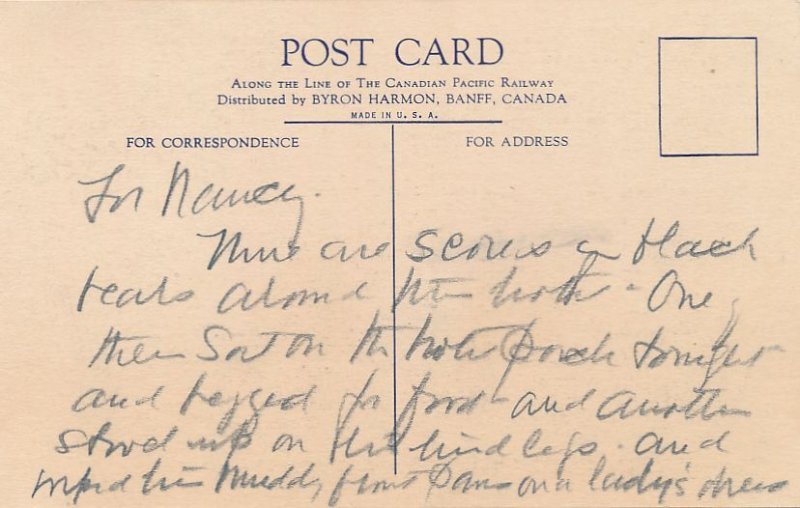 POST CARD
ALONG THE LINE OF THE CANADIAN PACIFIC RAILWAY
Distributed by BYRON HARMON, BANFF, CANADA
MADE IN U. S. A.
FOR CORRESPONDENCE
FOR ADDRESS
For Nancy.
There are scores of black
bears around this hotel. One of
them Sat on the hotel porch tonight
and begged for food and another
stood up on his hind legs. and
wiped his muddy front paws on a lady's dress